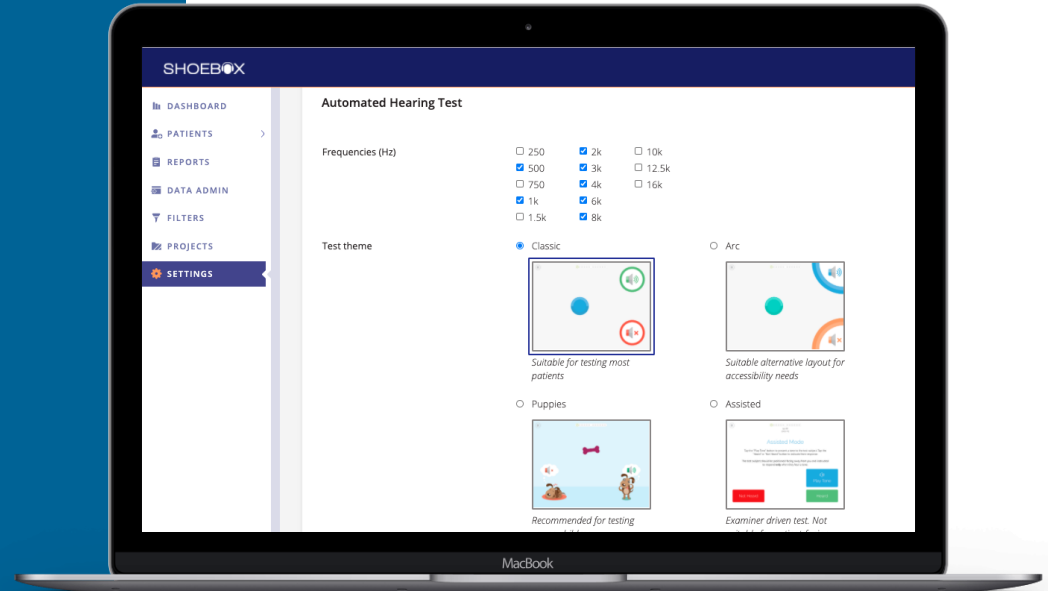 SHOEBOX
DASHBOARD
PATIENTS
REPORTS
DATA ADMIN
FILTERS
PROJECTS
SETTINGS
Automated Hearing Test
Frequencies (Hz)
250
500
750
1k
1.5k
2k
3k
4k
6k
8k
10k
12.5k
16k
Test theme
Classic
Suitable for testing most
patients
Arc
Suitable alternative layout for
accessibility needs
Puppies
Recommended for testing
Assisted
Assisted Mode
Play Tone
Examiner driven test. Not
MacBook